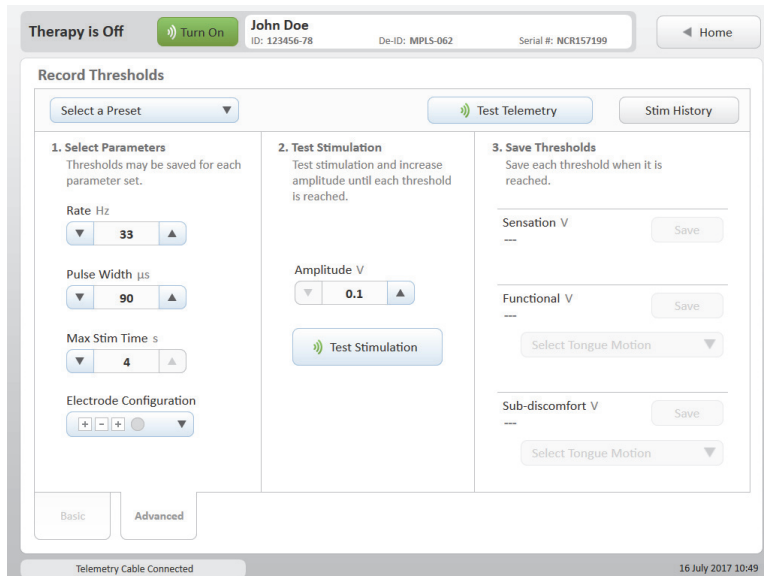 Therapy is Off
Turn On
John Doe
ID: 123456-78 De-ID: MPLS-062 Serial #: NCR157199
Home
Record Thresholds
Select a Preset
Test Telemetry
Stim History
1. Select Parameters
Thresholds may be saved for each
parameter set.
Rate Hz
33
Pulse Width μs
90
Max Stim Time s
4
Electrode Configuration
+ - +
2. Test Stimulation
Test stimulation and increase
amplitude until each threshold
is reached.
Amplitude V
0.1
Test Stimulation
3. Save Thresholds
Save each threshold when it is
reached.
Sensation V
---
Save
Functional V
---
Save
Select Tongue Motion
Sub-discomfort V
---
Save
Select Tongue Motion
Basic
Advanced
Telemetry Cable Connected
16 July 2017 10:49